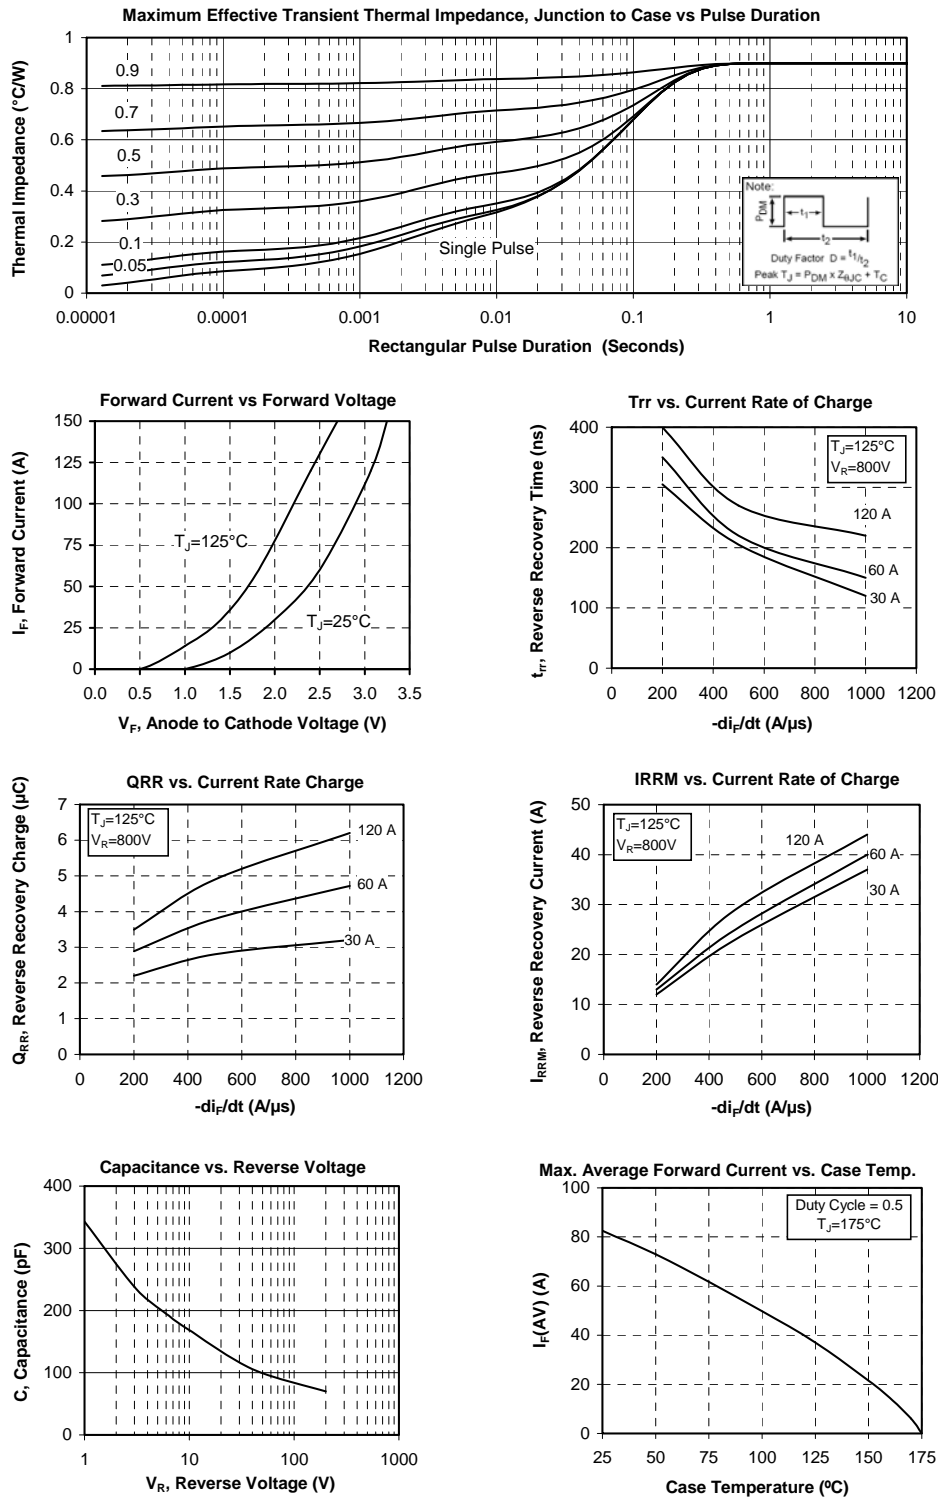 Maximum Effective Transient Thermal Impedance, Junction to Case vs Pulse Duration
Thermal Impedance (°C/W)
1
0.8
0.6
0.4
0.2
0
0.9
0.7
0.5
0.3
0.1
0.05
Single Pulse
Note:
PDM
t1
t2
Duty Factor D = t1/t2
Peak TJ = PDM x ZθJC + TC
0.00001 0.0001 0.001 0.01 0.1 1 10
Rectangular Pulse Duration (Seconds)
Forward Current vs Forward Voltage
IF, Forward Current (A)
150
125
100
75
50
25
0
TJ=125°C
TJ=25°C
0.0 0.5 1.0 1.5 2.0 2.5 3.0 3.5
VF, Anode to Cathode Voltage (V)
Trr vs. Current Rate of Charge
trr, Reverse Recovery Time (ns)
400
300
200
100
0
TJ=125°C
VR=800V
120 A
60 A
30 A
0 200 400 600 800 1000 1200
-diF/dt (A/µs)
QRR vs. Current Rate Charge
QRR, Reverse Recovery Charge (µC)
7
6
5
4
3
2
1
0
TJ=125°C
VR=800V
120 A
60 A
30 A
0 200 400 600 800 1000 1200
-diF/dt (A/µs)
IRRM vs. Current Rate of Charge
IRRM, Reverse Recovery Current (A)
50
40
30
20
10
0
TJ=125°C
VR=800V
120 A
60 A
30 A
0 200 400 600 800 1000 1200
-diF/dt (A/µs)
Capacitance vs. Reverse Voltage
C, Capacitance (pF)
400
300
200
100
0
1 10 100 1000
VR, Reverse Voltage (V)
Max. Average Forward Current vs. Case Temp.
IF(AV) (A)
100
80
60
40
20
0
Duty Cycle = 0.5
TJ=175°C
25 50 75 100 125 150 175
Case Temperature (ºC)